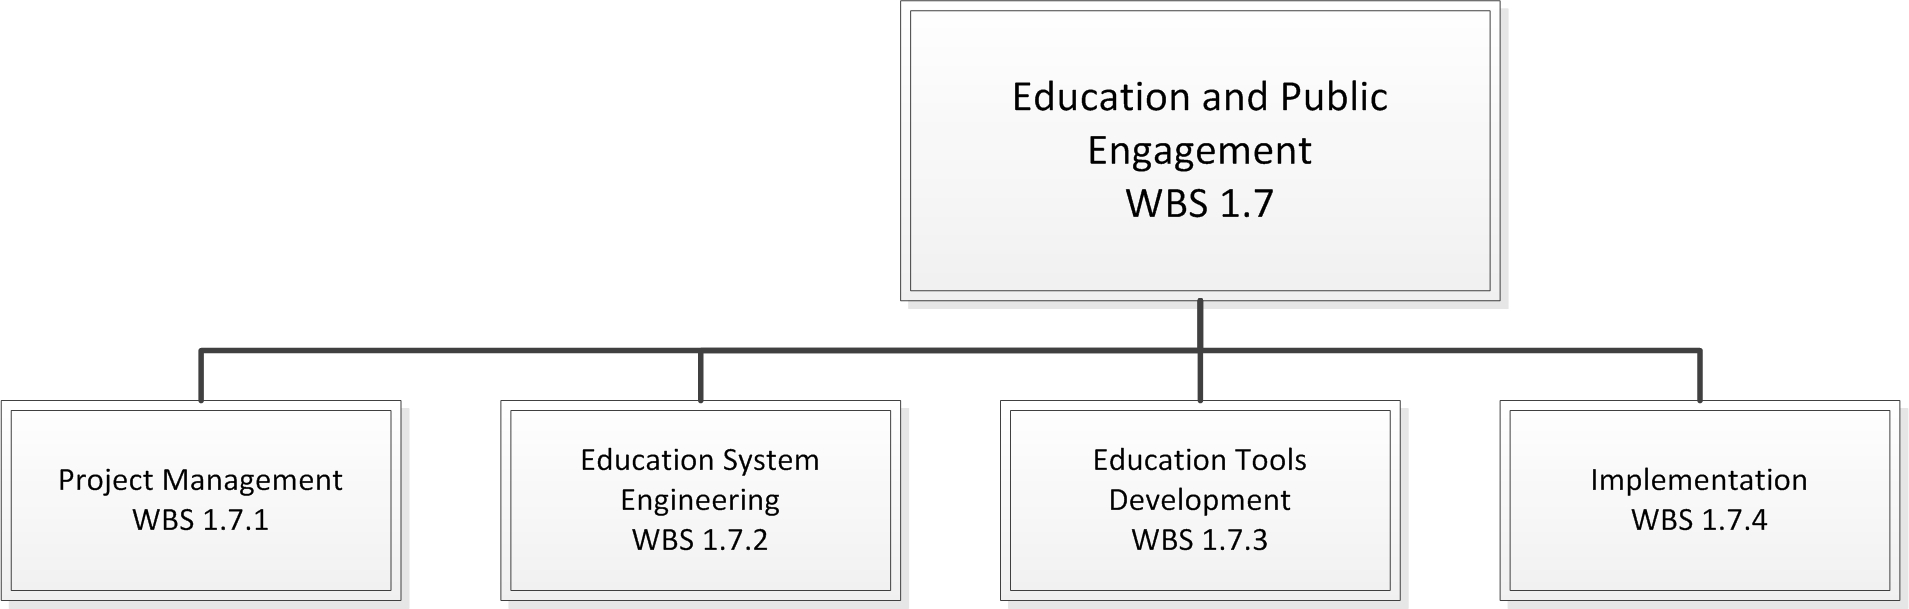 Education and Public
Engagement
WBS 1.7
Project Management
WBS 1.7.1
Education System
Engineering
WBS 1.7.2
Education Tools
Development
WBS 1.7.3
Implementation
WBS 1.7.4